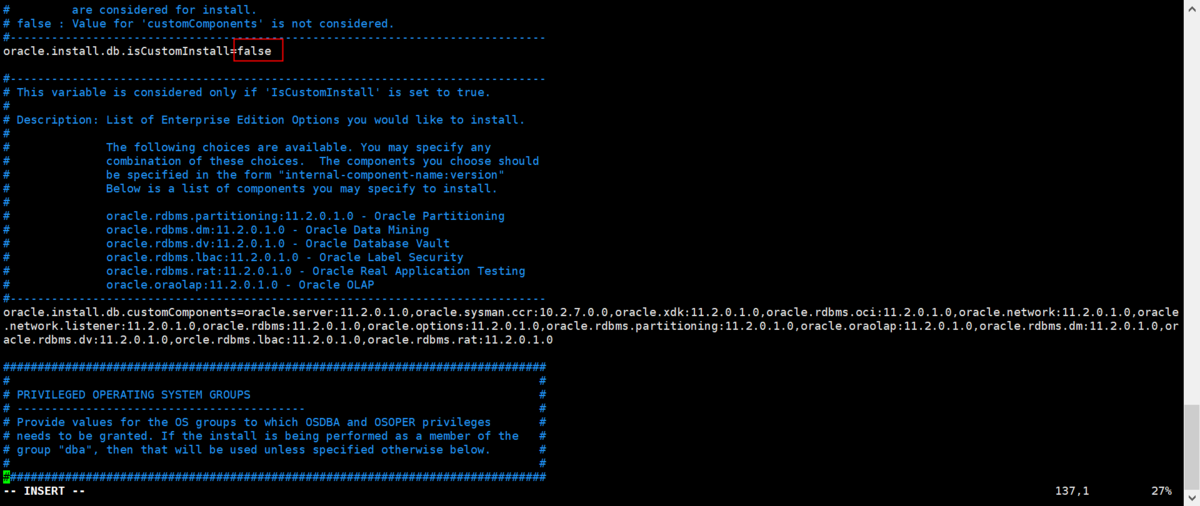 #         are considered for install.
# false : Value for 'customComponents' is not considered.
#------------------------------------------------------------------------------
oracle.install.db.isCustomInstall=false
#------------------------------------------------------------------------------
# This variable is considered only if 'IsCustomInstall' is set to true.
#
# Description: List of Enterprise Edition Options you would like to install.
#
#              The following choices are available. You may specify any
#              combination of these choices.  The components you choose should
#              be specified in the form "internal-component-name:version"
#              Below is a list of components you may specify to install.
#
#              oracle.rdbms.partitioning:11.2.0.1.0 - Oracle Partitioning
#              oracle.rdbms.dm:11.2.0.1.0 - Oracle Data Mining
#              oracle.rdbms.dv:11.2.0.1.0 - Oracle Database Vault
#              oracle.rdbms.lbac:11.2.0.1.0 - Oracle Label Security
#              oracle.rdbms.rat:11.2.0.1.0 - Oracle Real Application Testing
#              oracle.oraolap:11.2.0.1.0 - Oracle OLAP
#------------------------------------------------------------------------------
oracle.install.db.customComponents=oracle.server:11.2.0.1.0,oracle.sysman.ccr:10.2.7.0.0,oracle.xdk:11.2.0.1.0,oracle.rdbms.oci:11.2.0.1.0,oracle.network:11.2.0.1.0,oracle
.network.listener:11.2.0.1.0,oracle.rdbms:11.2.0.1.0,oracle.options:11.2.0.1.0,oracle.rdbms.partitioning:11.2.0.1.0,oracle.oraolap:11.2.0.1.0,oracle.rdbms.dm:11.2.0.1.0,or
acle.rdbms.dv:11.2.0.1.0,orcle.rdbms.lbac:11.2.0.1.0,oracle.rdbms.rat:11.2.0.1.0
###############################################################################
#                                                                             #
# PRIVILEGED OPERATING SYSTEM GROUPS                                          #
# ------------------------------------------                                  #
# Provide values for the OS groups to which OSDBA and OSOPER privileges       #
# needs to be granted. If the install is being performed as a member of the   #
# group "dba", then that will be used unless specified otherwise below.       #
#                                                                             #
###############################################################################
-- INSERT --                                                  137,1         27%